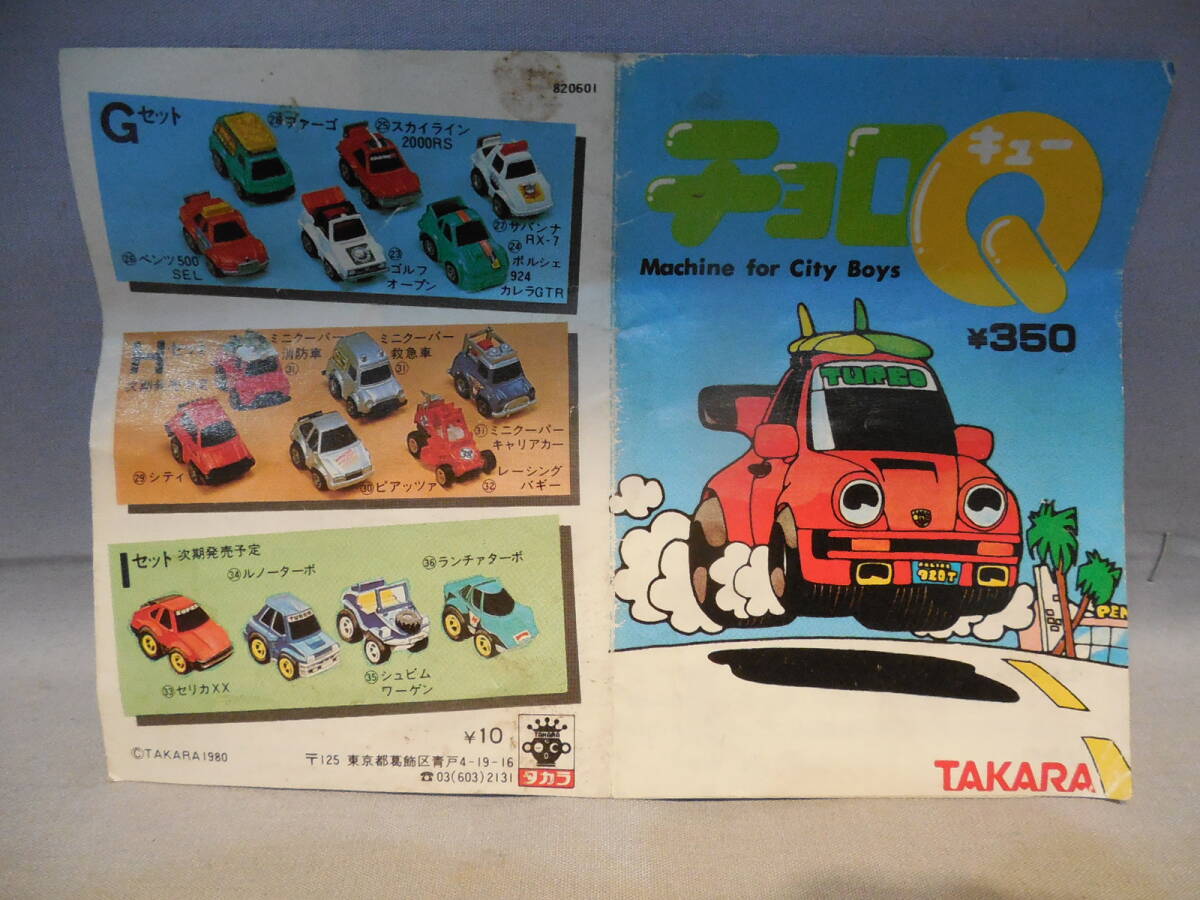 820601
Gセット
㉘ファーゴ
㉕スカイライン
2000RS
㉗サバンナ
RX-7
㉖ベンツ500
SEL
㉓
ゴルフ
オープン
㉔
ポルシェ
924
カレラGTR
Hセット
ミニクーパー
消防車
㉛
ミニクーパー
救急車
㉛
㉛ミニクーパー
キャリアカー
㉙シティ
㉚ピアッツァ
レーシング
㉜ バギー
Iセット 次期発売予定
㉞ルノーターボ
㊱ランチァターボ
㉝セリカXX
㉟シュビム
ワーゲン
©TAKARA1980
¥10
〒125 東京都葛飾区青戸4-19-16
☎03(603)2131
TAKARA
タカラ
チョロQ
キュー
Machine for City Boys
¥350
TURBO
928T
PEN
TAKARA